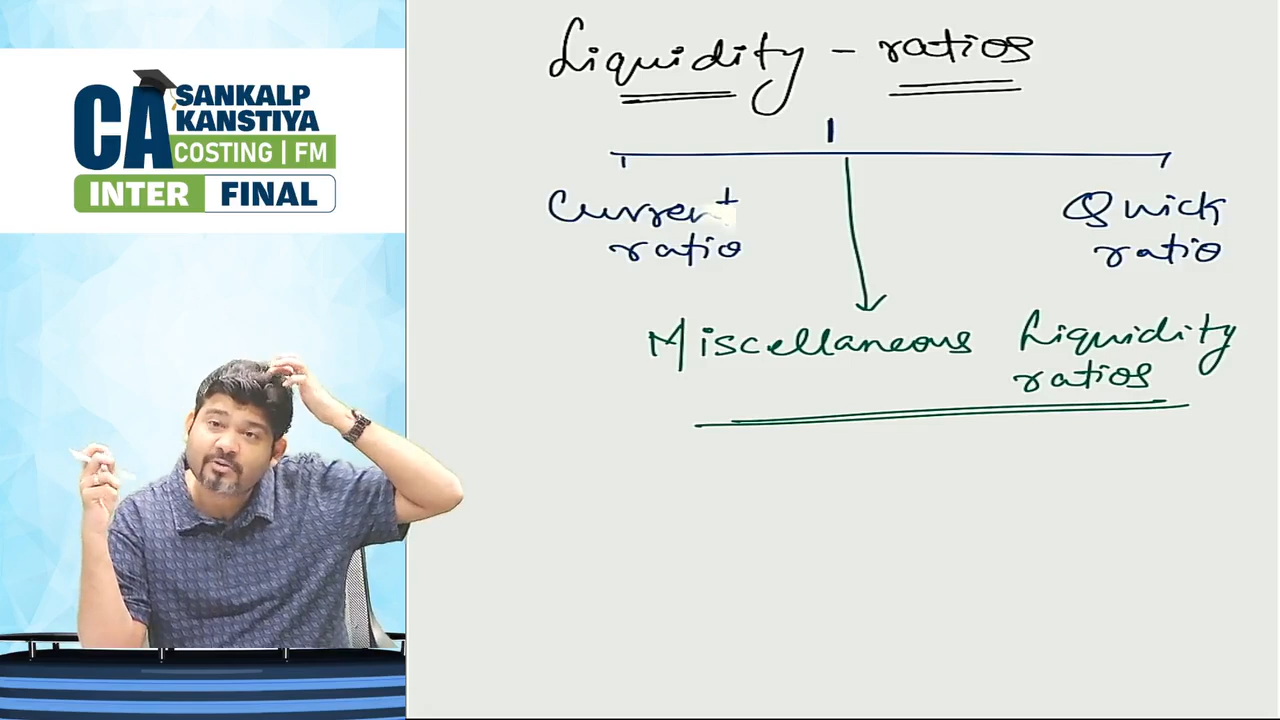 CA SANKALP
KANSTIYA
COSTING | FM
INTER FINAL
Liquidity - ratios
Current
ratio
Quick
ratio
Miscellaneous Liquidity
ratios